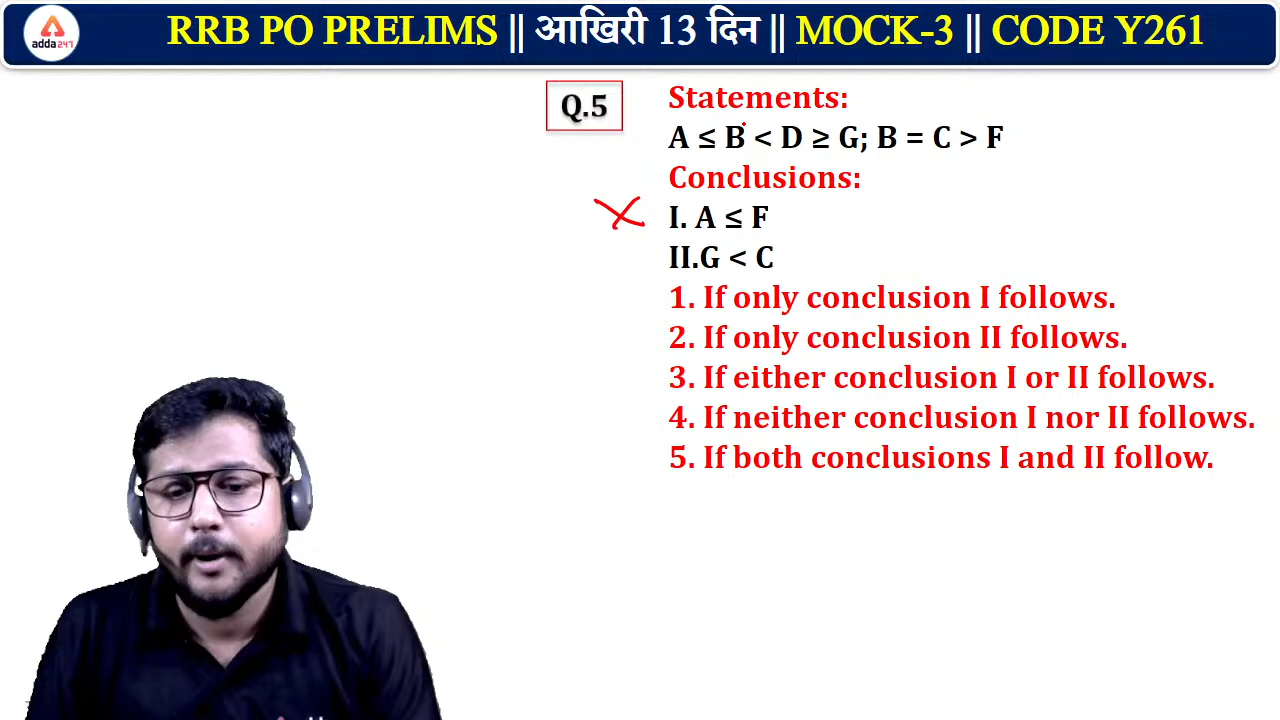 adda247
RRB PO PRELIMS || आखिरी 13 दिन || MOCK-3 || CODE Y261
Q.5
Statements:
A ≤ B < D ≥ G; B = C > F
Conclusions:
I. A ≤ F
II.G < C
1. If only conclusion I follows.
2. If only conclusion II follows.
3. If either conclusion I or II follows.
4. If neither conclusion I nor II follows.
5. If both conclusions I and II follow.